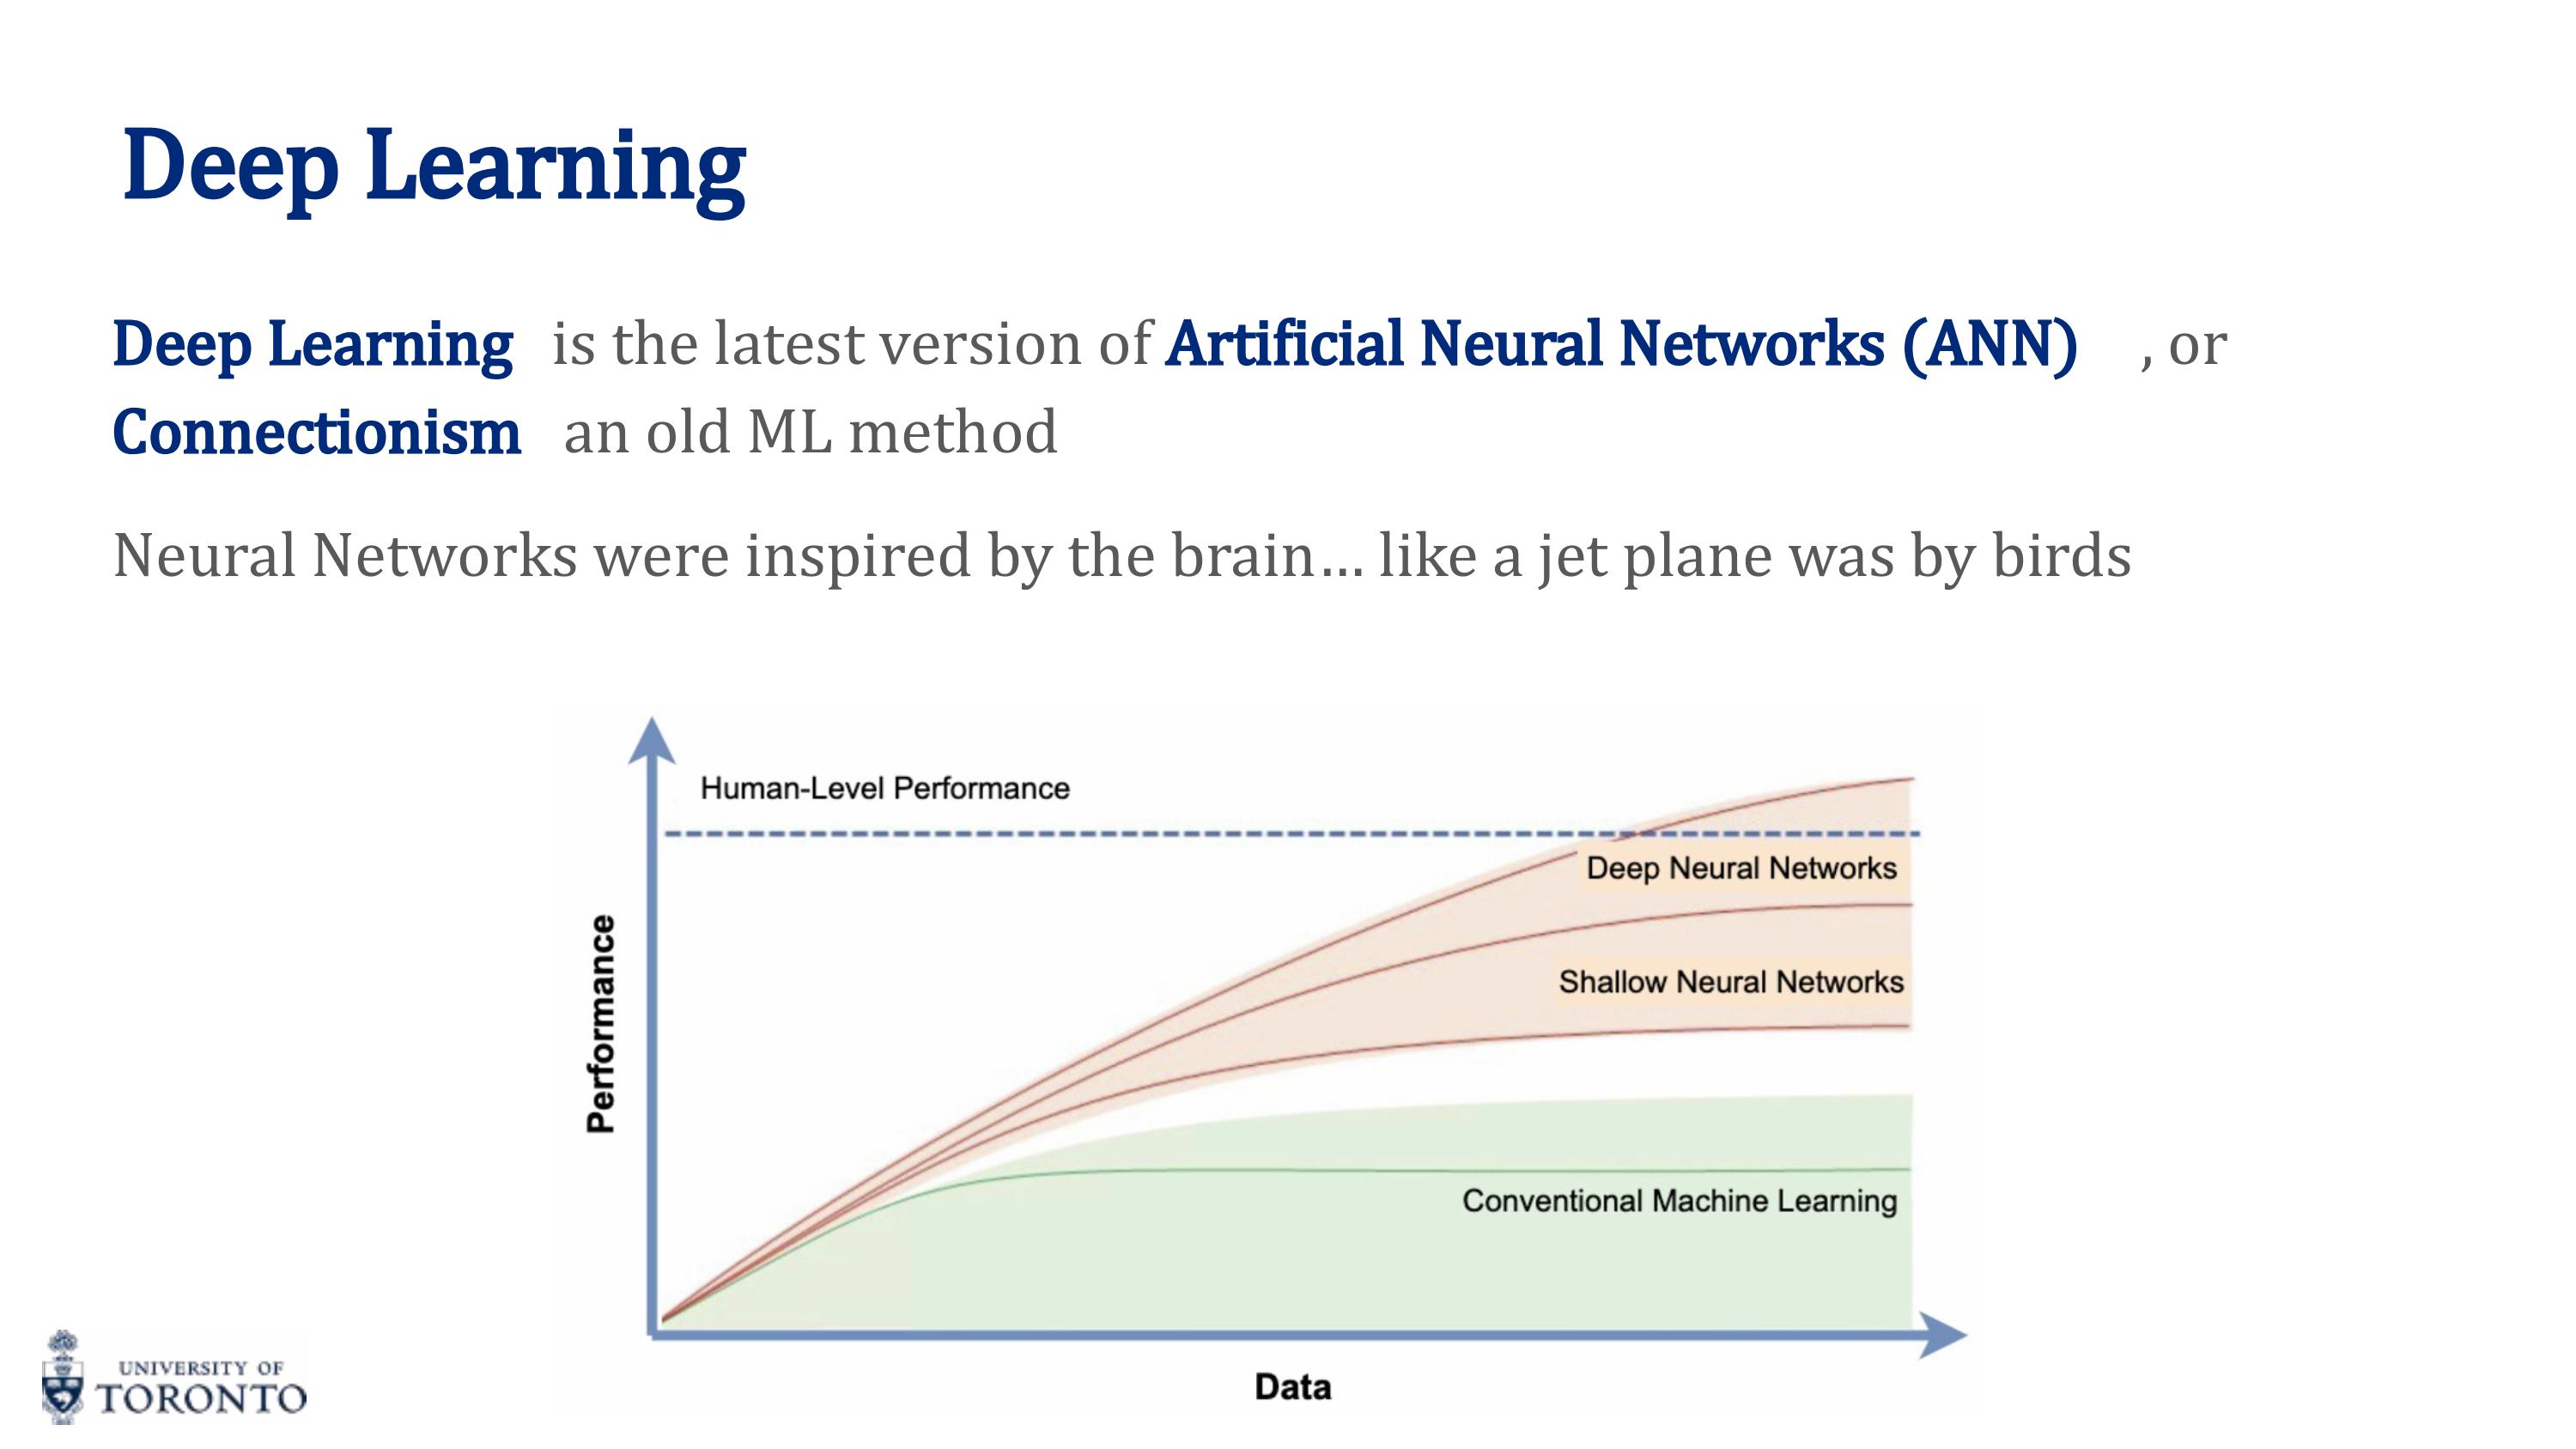 Deep Learning
Deep Learning is the latest version of Artificial Neural Networks (ANN) , or
Connectionism an old ML method
Neural Networks were inspired by the brain… like a jet plane was by birds
Human-Level Performance
Deep Neural Networks
Shallow Neural Networks
Conventional Machine Learning
Performance
Data
UNIVERSITY OF
TORONTO